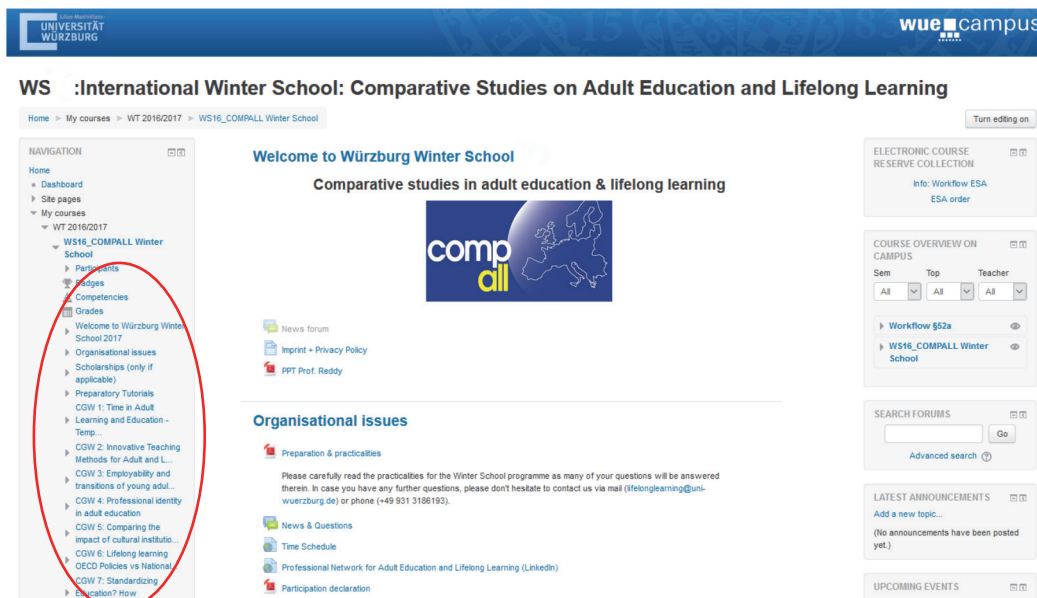 Julius-Maximilians-
UNIVERSITÄT
WÜRZBURG
wue campus
WS :International Winter School: Comparative Studies on Adult Education and Lifelong Learning
Home My courses WT 2016/2017 WS16_COMPALL Winter School
Turn editing on
NAVIGATION
Home
Dashboard
Site pages
My courses
WT 2016/2017
WS16_COMPALL Winter
School
Participants
Badges
Competencies
Grades
Welcome to Würzburg Winter
School 2017
Organisational issues
Scholarships (only if
applicable)
Preparatory Tutorials
CGW 1: Time in Adult
Learning and Education -
Temp...
CGW 2: Innovative Teaching
Methods for Adult and L...
CGW 3: Employability and
transitions of young adul...
CGW 4: Professional identity
in adult education
CGW 5: Comparing the
impact of cultural institutio...
CGW 6: Lifelong learning
OECD Policies vs National...
CGW 7: Standardizing
Education? How
Welcome to Würzburg Winter School
Comparative studies in adult education & lifelong learning
comp
all
News forum
Imprint + Privacy Policy
PPT Prof. Reddy
Organisational issues
Preparation & practicalities
Please carefully read the practicalities for the Winter School programme as many of your questions will be answered
therein. In case you have any further questions, please don't hesitate to contact us via mail (lifelonglearning@uni-
wuerzburg.de) or phone (+49 931 3186193).
News & Questions
Time Schedule
Professional Network for Adult Education and Lifelong Learning (LinkedIn)
Participation declaration
ELECTRONIC COURSE
RESERVE COLLECTION
Info: Workflow ESA
ESA order
COURSE OVERVIEW ON
CAMPUS
Sem Top Teacher
All All All
Workflow §52a
WS16_COMPALL Winter
School
SEARCH FORUMS
Go
Advanced search
LATEST ANNOUNCEMENTS
Add a new topic...
(No announcements have been posted
yet.)
UPCOMING EVENTS